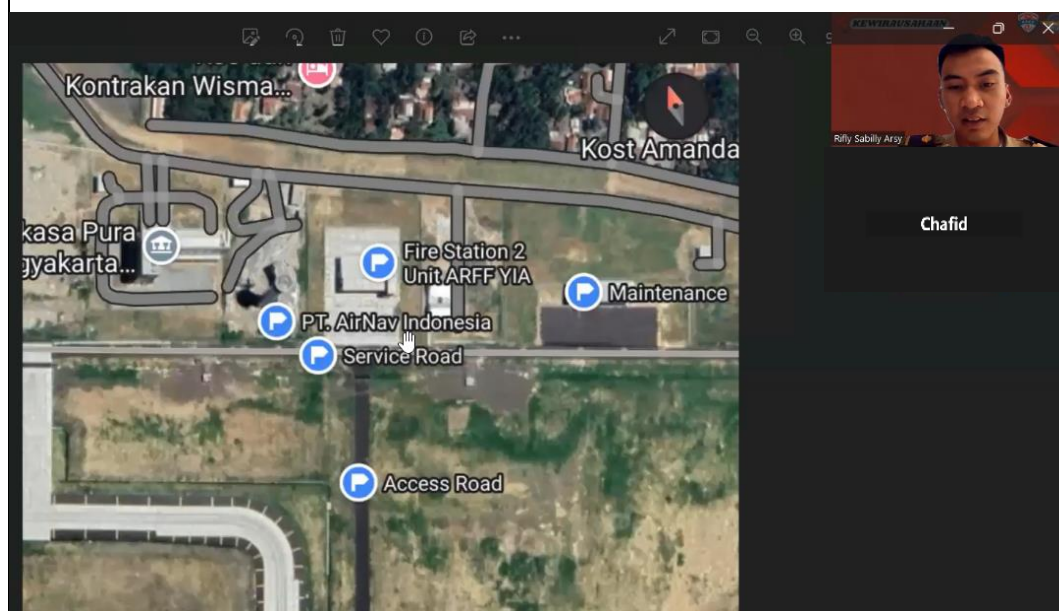 KEWIRAUSAHAAN
Kontrakan Wisma...
Kost Amanda
Rifly Sabilly Arsy
Chafid
kasa Pura
gyakarta...
Fire Station 2
Unit ARFF YIA
Maintenance
PT. AirNav Indonesia
Service Road
Access Road